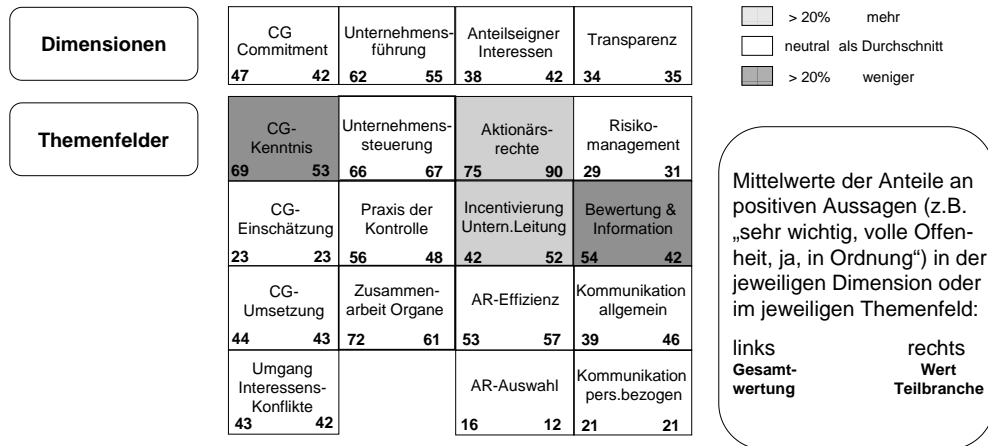 Dimensionen
CG
Commitment
47 42
Unternehmens-
führung
62 55
Anteilseigner
Interessen
38 42
Transparenz
34 35
> 20% mehr
neutral als Durchschnitt
> 20% weniger
Themenfelder
CG-
Kenntnis
69 53
Unternehmens-
steuerung
66 67
Aktionärs-
rechte
75 90
Risiko-
management
29 31
CG-
Einschätzung
23 23
Praxis der
Kontrolle
56 48
Incentivierung
Untern.Leitung
42 52
Bewertung &
Information
54 42
CG-
Umsetzung
44 43
Zusammen-
arbeit Organe
72 61
AR-Effizienz
53 57
Kommunikation
allgemein
39 46
Umgang
Interessens-
Konflikte
43 42
AR-Auswahl
16 12
Kommunikation
pers.bezogen
21 21
Mittelwerte der Anteile an
positiven Aussagen (z.B.
„sehr wichtig, volle Offen-
heit, ja, in Ordnung“) in der
jeweiligen Dimension oder
im jeweiligen Themenfeld:
links rechts
Gesamt- Wert
wertung Teilbranche